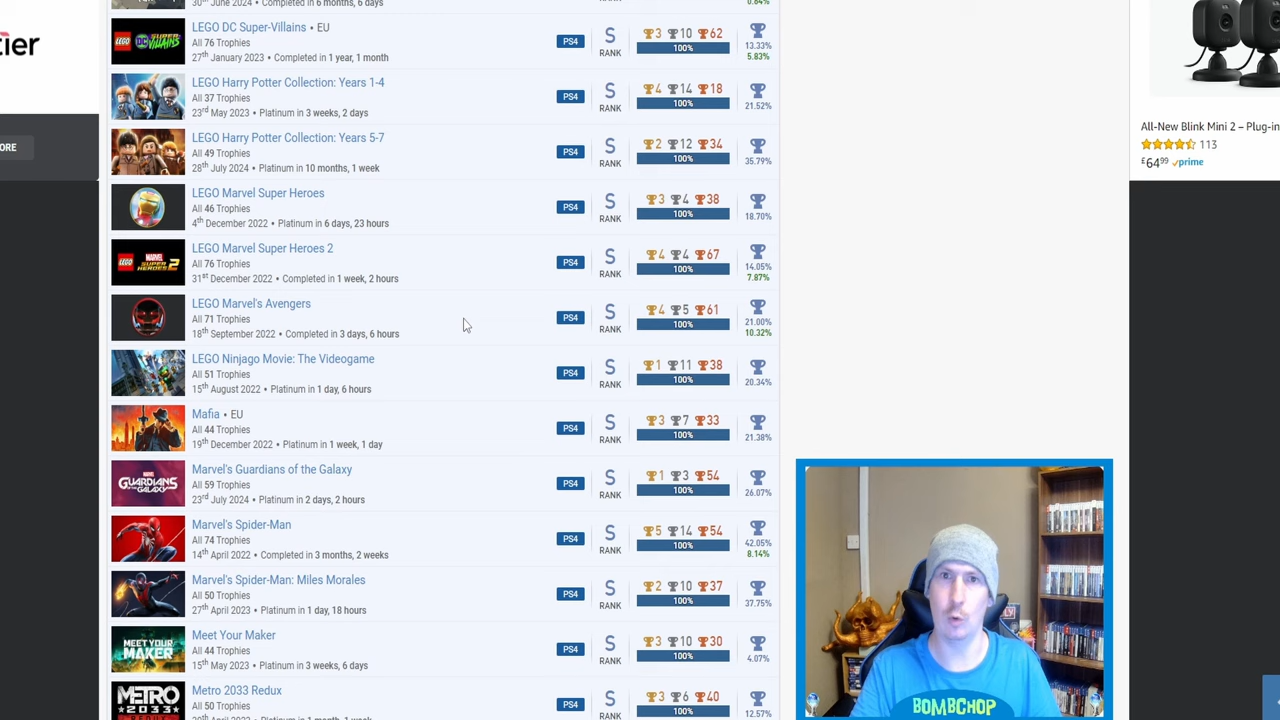 30th June 2024 • Completed in 6 months, 6 days
0.64%
tier
ORE
LEGO DC Super-Villains • EU
All 76 Trophies
27th January 2023 • Completed in 1 year, 1 month
PS4
S
RANK
3 10 62
100%
13.33%
5.83%
LEGO Harry Potter Collection: Years 1-4
All 37 Trophies
23rd May 2023 • Platinum in 3 weeks, 2 days
PS4
S
RANK
4 14 18
100%
21.52%
LEGO Harry Potter Collection: Years 5-7
All 49 Trophies
28th July 2024 • Platinum in 10 months, 1 week
PS4
S
RANK
2 12 34
100%
35.79%
LEGO Marvel Super Heroes
All 46 Trophies
4th December 2022 • Platinum in 6 days, 23 hours
PS4
S
RANK
3 4 38
100%
18.70%
LEGO Marvel Super Heroes 2
All 76 Trophies
31st December 2022 • Completed in 1 week, 2 hours
PS4
S
RANK
4 4 67
100%
14.05%
7.87%
LEGO Marvel's Avengers
All 71 Trophies
18th September 2022 • Completed in 3 days, 6 hours
PS4
S
RANK
4 5 61
100%
21.00%
10.32%
LEGO Ninjago Movie: The Videogame
All 51 Trophies
15th August 2022 • Platinum in 1 day, 6 hours
PS4
S
RANK
1 11 38
100%
20.34%
Mafia • EU
All 44 Trophies
19th December 2022 • Platinum in 1 week, 1 day
PS4
S
RANK
3 7 33
100%
21.38%
MARVEL
GUARDIANS
OF THE GALAXY
Marvel's Guardians of the Galaxy
All 59 Trophies
23rd July 2024 • Platinum in 2 days, 2 hours
PS4
S
RANK
1 3 54
100%
26.07%
Marvel's Spider-Man
All 74 Trophies
14th April 2022 • Completed in 3 months, 2 weeks
PS4
S
RANK
5 14 54
100%
42.05%
8.14%
Marvel's Spider-Man: Miles Morales
All 50 Trophies
27th April 2023 • Platinum in 1 day, 18 hours
PS4
S
RANK
2 10 37
100%
37.75%
MEET YOUR
MAKER
Meet Your Maker
All 44 Trophies
15th May 2023 • Platinum in 3 weeks, 6 days
PS4
S
RANK
3 10 30
100%
4.07%
METRO
2033
REDUX
Metro 2033 Redux
All 50 Trophies
PS4
S
RANK
3 6 40
100%
12.57%
All-New Blink Mini 2 – Plug-in
113
£64.99 prime
BOMBCHOP